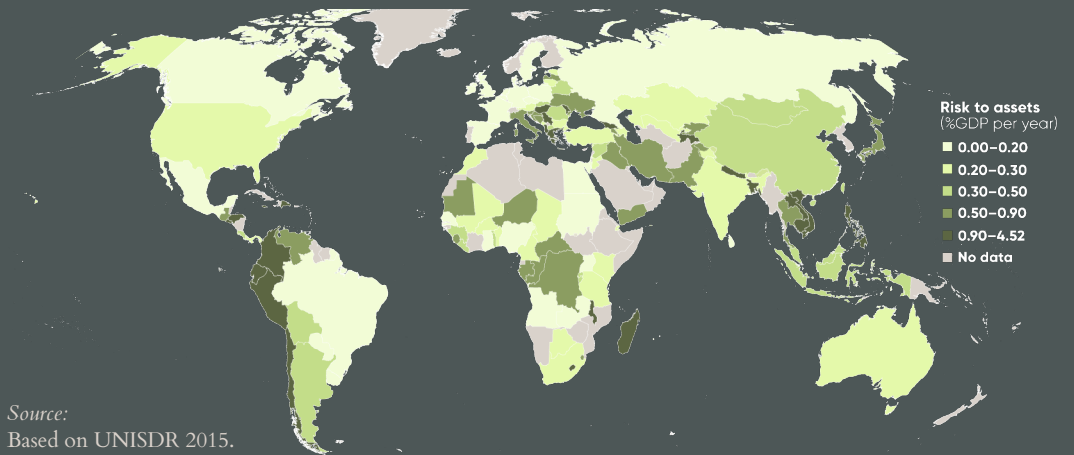 Risk to assets
(%GDP per year)
0.00–0.20
0.20–0.30
0.30–0.50
0.50–0.90
0.90–4.52
No data
Source:
Based on UNISDR 2015.